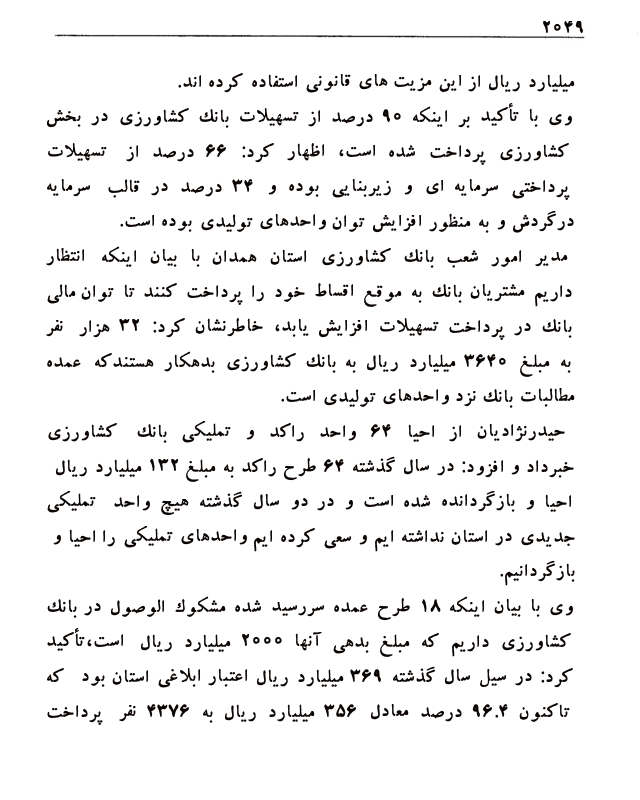 ۲۰۴۹
میلیارد ریال از این مزیت های قانونی استفاده کرده اند.
وی با تأکید بر اینکه ۹۰ درصد از تسهیلات بانك کشاورزی در بخش
کشاورزی پرداخت شده است، اظهار کرد: ۶۶ درصد از تسهیلات
پرداختی سرمایه ای و زیربنایی بوده و ۳۴ درصد در قالب سرمایه
درگردش و به منظور افزایش توان واحدهای تولیدی بوده است.
مدیر امور شعب بانك کشاورزی استان همدان با بیان اینکه انتظار
داریم مشتریان بانك به موقع اقساط خود را پرداخت کنند تا توان مالی
بانك در پرداخت تسهیلات افزایش یابد، خاطرنشان کرد: ۳۲ هزار نفر
به مبلغ ۳۶۴۰ میلیارد ریال به بانك کشاورزی بدهکار هستندکه عمده
مطالبات بانك نزد واحدهای تولیدی است.
حیدرنژادیان از احیا ۶۴ واحد راکد و تملیکی بانك کشاورزی
خبرداد و افزود: در سال گذشته ۶۴ طرح راکد به مبلغ ۱۳۲ میلیارد ریال
احیا و بازگردانده شده است و در دو سال گذشته هیچ واحد تملیکی
جدیدی در استان نداشته ایم و سعی کرده ایم واحدهای تملیکی را احیا و
بازگردانیم.
وی با بیان اینکه ۱۸ طرح عمده سررسید شده مشکوك الوصول در بانك
کشاورزی داریم که مبلغ بدهی آنها ۲۰۰۰ میلیارد ریال است،تأکید
کرد: در سیل سال گذشته ۳۶۹ میلیارد ریال اعتبار ابلاغی استان بود که
تاکنون ۹۶.۴ درصد معادل ۳۵۶ میلیارد ریال به ۴۳۷۶ نفر پرداخت